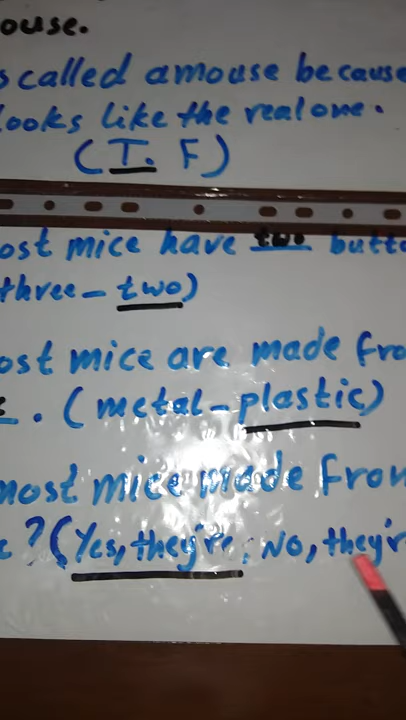 ouse.
s called a mouse because
looks like the real one.
(T. F)
ost mice have two butto
three - two)
ost mice are made fro
. (metal - plastic)
most mice made from
c? (Yes, they're, No, they'r